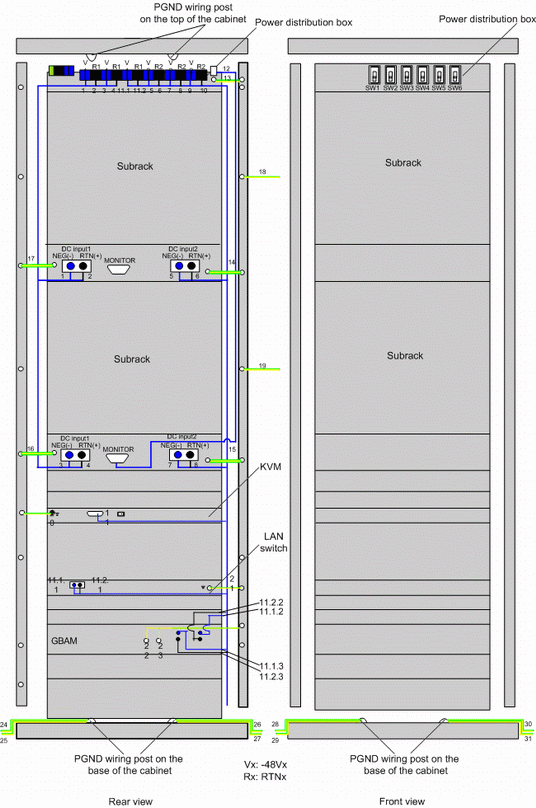 PGND wiring post
on the top of the cabinet
Power distribution box
Power distribution box
V R1 V R1 V V R2 V R2 R2
12
13
1 2 3 4 11.1 11.2 5 6 7 8 9 10
SW1 SW2 SW3 SW4 SW5 SW6
Subrack
Subrack
18
17
DC input1
NEG(-) RTN(+)
MONITOR
DC input2
NEG(-) RTN(+)
14
1 2
5 6
Subrack
Subrack
19
16
DC input1
NEG(-) RTN(+)
MONITOR
DC input2
NEG(-) RTN(+)
15
3 4
7 8
KVM
1
1
LAN
switch
11.1.
1
11.2.
1
2
1
11.2.2
11.1.2
GBAM
2
2
2
3
11.1.3
11.2.3
24
25
26
27
28
29
30
31
PGND wiring post on the
base of the cabinet
PGND wiring post on the
base of the cabinet
Vx: -48Vx
Rx: RTNx
Rear view
Front view